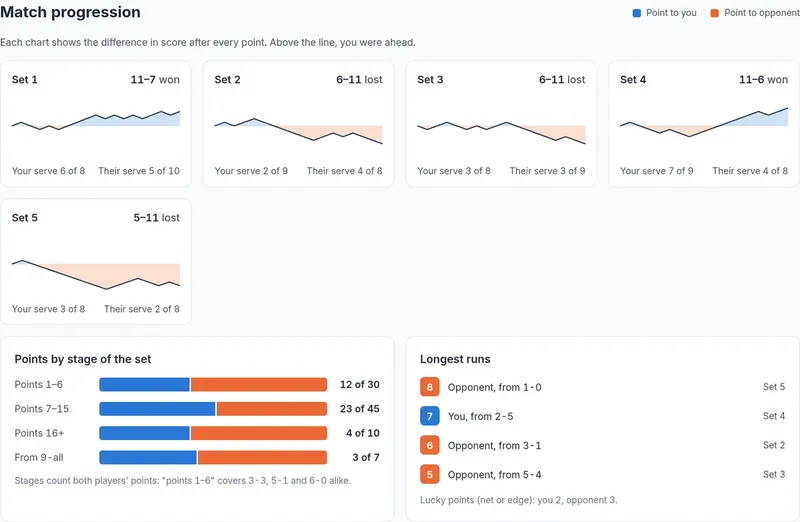 Match progression
Point to you
Point to opponent
Each chart shows the difference in score after every point. Above the line, you were ahead.
Set 1 11–7 won
Your serve 6 of 8 Their serve 5 of 10
Set 2 6–11 lost
Your serve 2 of 9 Their serve 4 of 8
Set 3 6–11 lost
Your serve 3 of 8 Their serve 3 of 9
Set 4 11–6 won
Your serve 7 of 9 Their serve 4 of 8
Set 5 5–11 lost
Your serve 3 of 8 Their serve 2 of 8
Points by stage of the set
Points 1–6 12 of 30
Points 7–15 23 of 45
Points 16+ 4 of 10
From 9-all 3 of 7
Stages count both players' points: "points 1–6" covers 3-3, 5-1 and 6-0 alike.
Longest runs
8 Opponent, from 1-0 Set 5
7 You, from 2-5 Set 4
6 Opponent, from 3-1 Set 2
5 Opponent, from 5-4 Set 3
Lucky points (net or edge): you 2, opponent 3.